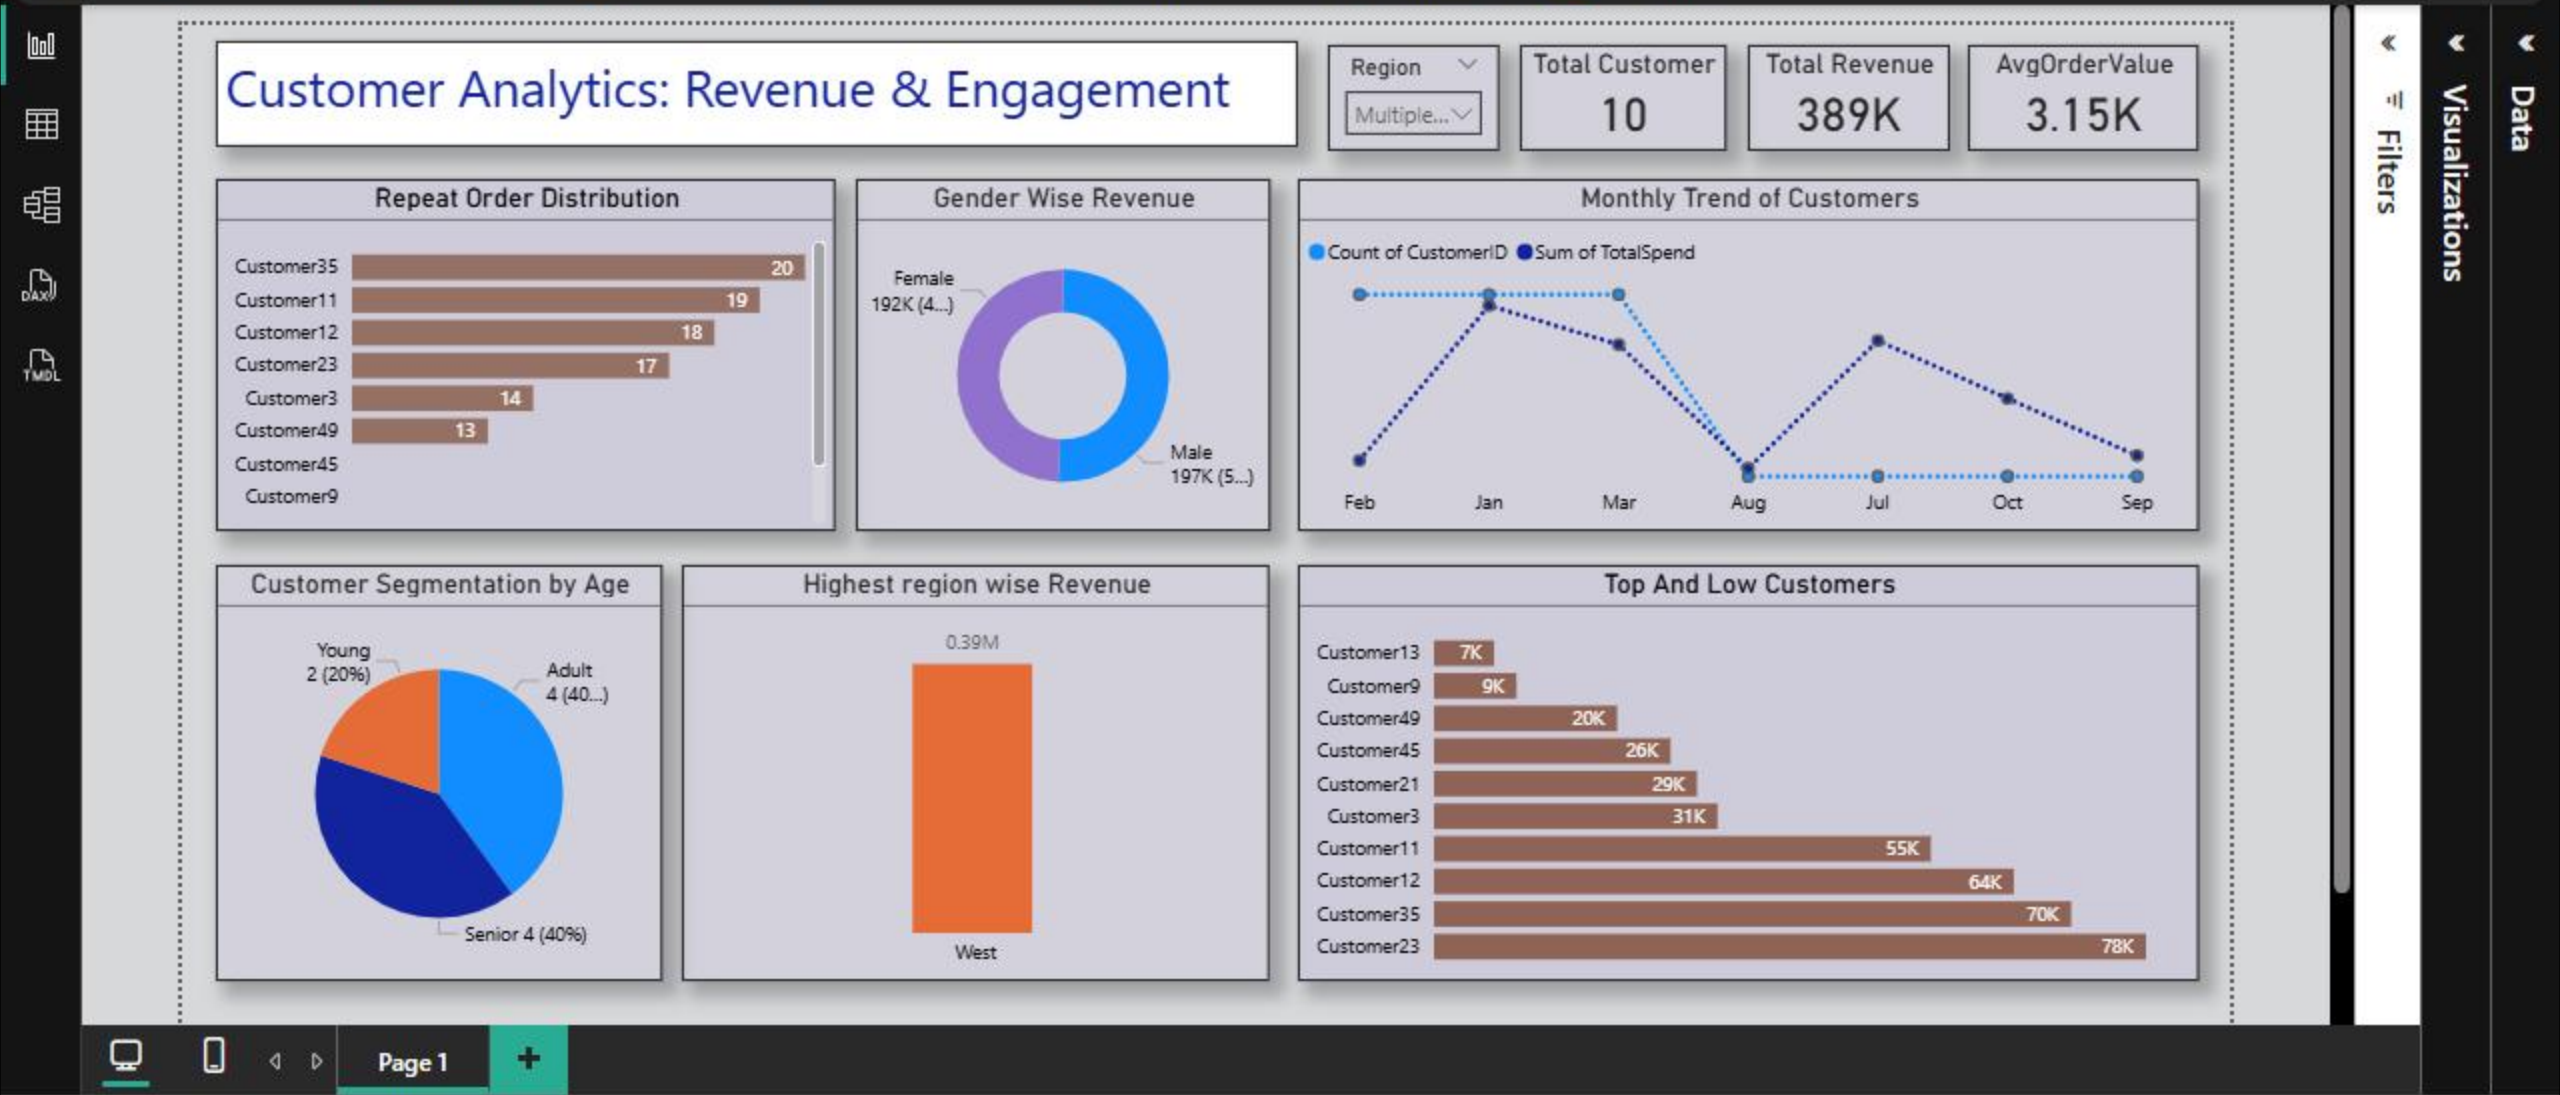 Customer Analytics: Revenue & Engagement
Region
Multiple...
Total Customer
10
Total Revenue
389K
AvgOrderValue
3.15K
Repeat Order Distribution
Customer35
20
Customer11
19
Customer12
18
Customer23
17
Customer3
14
Customer49
13
Customer45
Customer9
Gender Wise Revenue
Female
192K (4...)
Male
197K (5...)
Monthly Trend of Customers
Count of CustomerID
Sum of TotalSpend
Feb
Jan
Mar
Aug
Jul
Oct
Sep
Customer Segmentation by Age
Young
2 (20%)
Adult
4 (40...)
Senior 4 (40%)
Highest region wise Revenue
0.39M
West
Top And Low Customers
Customer13
7K
Customer9
9K
Customer49
20K
Customer45
26K
Customer21
29K
Customer3
31K
Customer11
55K
Customer12
64K
Customer35
70K
Customer23
78K
Filters
Visualizations
Data
DAX
TMDL
Page 1